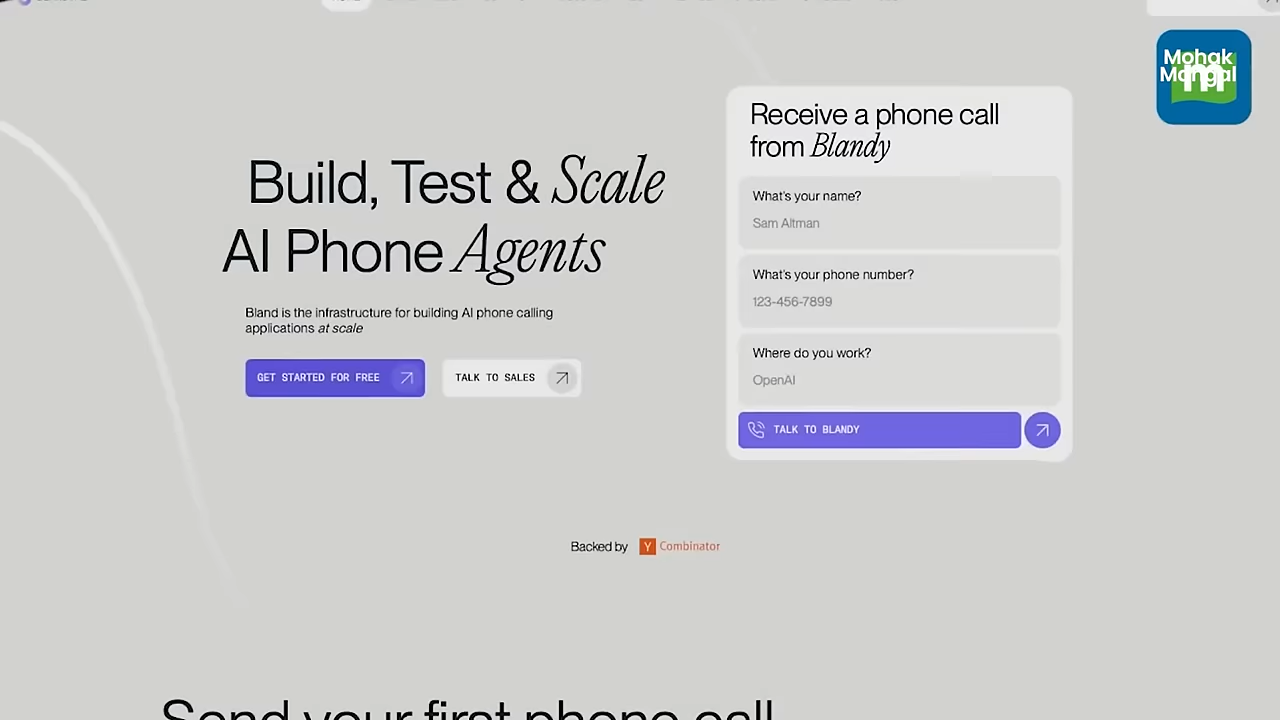 Mohak
Mangal
m
Receive a phone call
from Blandy
Build, Test & Scale
AI Phone Agents
What's your name?
Sam Altman
What's your phone number?
123-456-7899
Bland is the infrastructure for building AI phone calling
applications at scale
Where do you work?
OpenAI
GET STARTED FOR FREE
TALK TO SALES
TALK TO BLANDY
Backed by Y Combinator
Send your first phone call